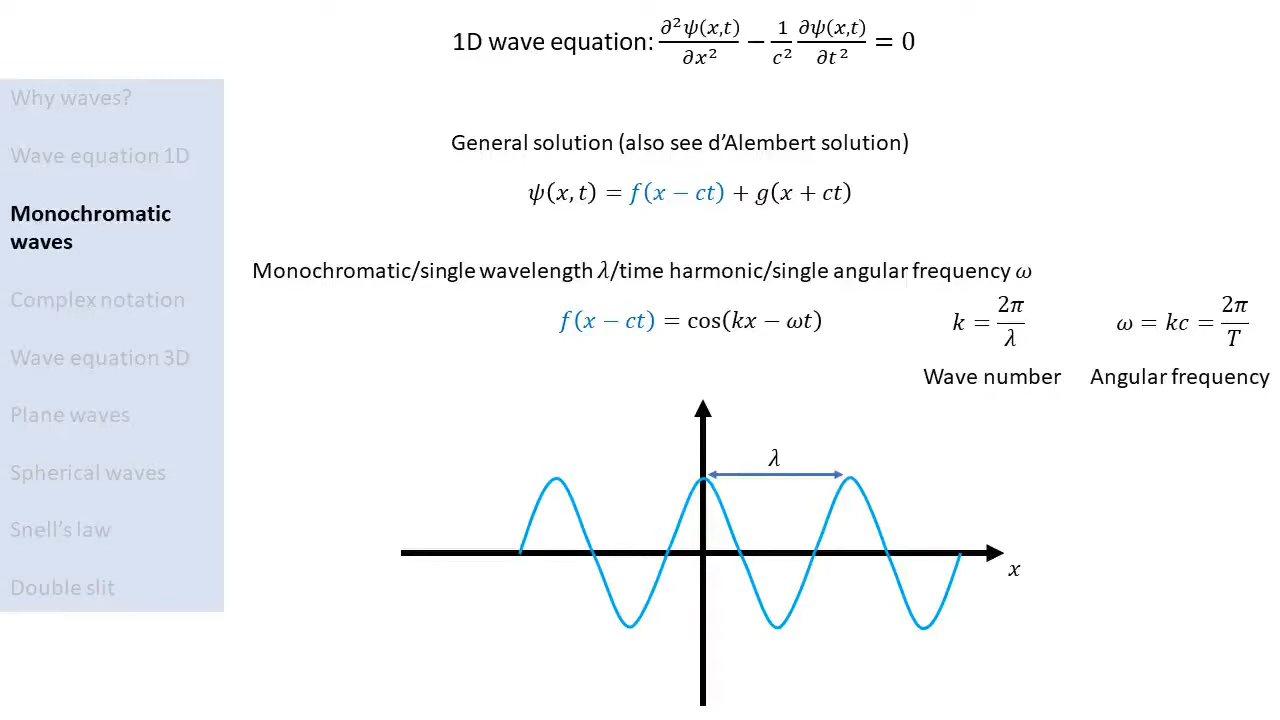 1D wave equation: ∂²ψ(x,t)/∂x² − 1/c² ∂ψ(x,t)/∂t² = 0
Why waves?
Wave equation 1D
Monochromatic
waves
Complex notation
Wave equation 3D
Plane waves
Spherical waves
Snell's law
Double slit
General solution (also see d'Alembert solution)
ψ(x, t) = f(x − ct) + g(x + ct)
Monochromatic/single wavelength λ/time harmonic/single angular frequency ω
f(x − ct) = cos(kx − ωt)
k = 2π/λ
ω = kc = 2π/T
Wave number
Angular frequency
λ
x